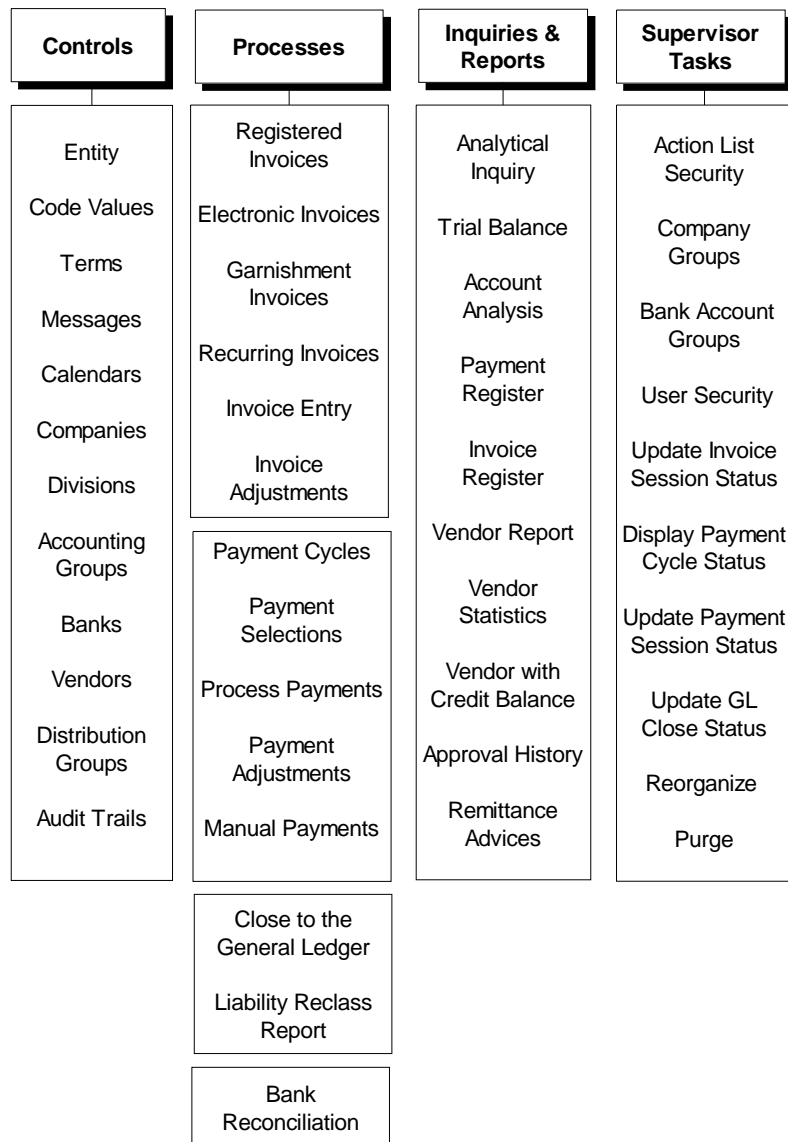 Controls
Entity
Code Values
Terms
Messages
Calendars
Companies
Divisions
Accounting
Groups
Banks
Vendors
Distribution
Groups
Audit Trails
Processes
Registered
Invoices
Electronic Invoices
Garnishment
Invoices
Recurring Invoices
Invoice Entry
Invoice
Adjustments
Payment Cycles
Payment
Selections
Process Payments
Payment
Adjustments
Manual Payments
Close to the
General Ledger
Liability Reclass
Report
Bank
Reconciliation
Inquiries &
Reports
Analytical
Inquiry
Trial Balance
Account
Analysis
Payment
Register
Invoice
Register
Vendor Report
Vendor
Statistics
Vendor with
Credit Balance
Approval History
Remittance
Advices
Supervisor
Tasks
Action List
Security
Company
Groups
Bank Account
Groups
User Security
Update Invoice
Session Status
Display Payment
Cycle Status
Update Payment
Session Status
Update GL
Close Status
Reorganize
Purge